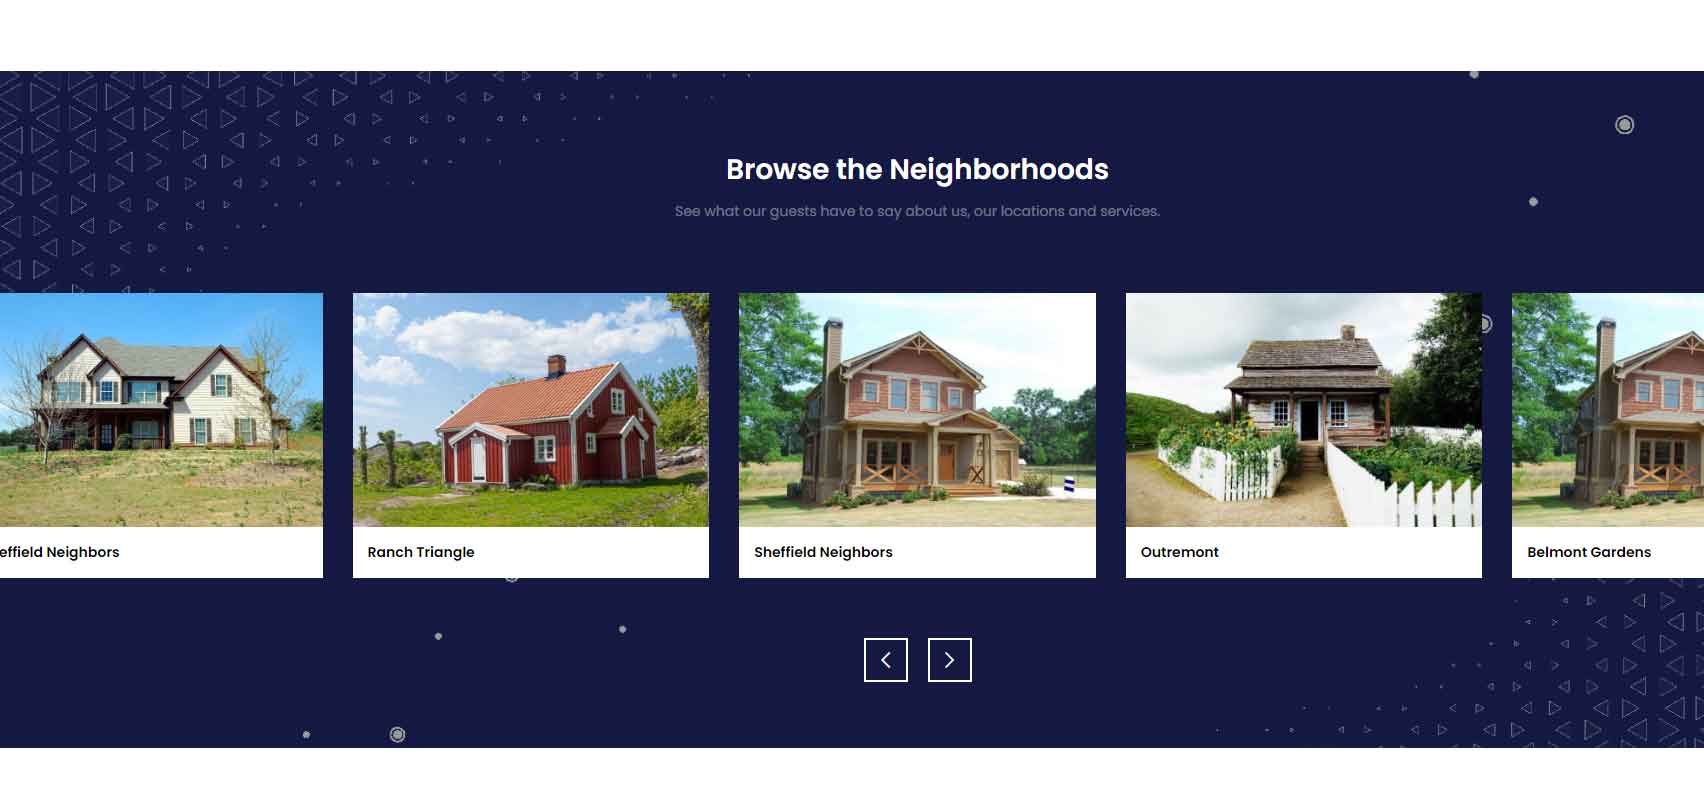 Browse the Neighborhoods
See what our guests have to say about us, our locations and services.
effield Neighbors
Ranch Triangle
Sheffield Neighbors
Outremont
Belmont Gardens